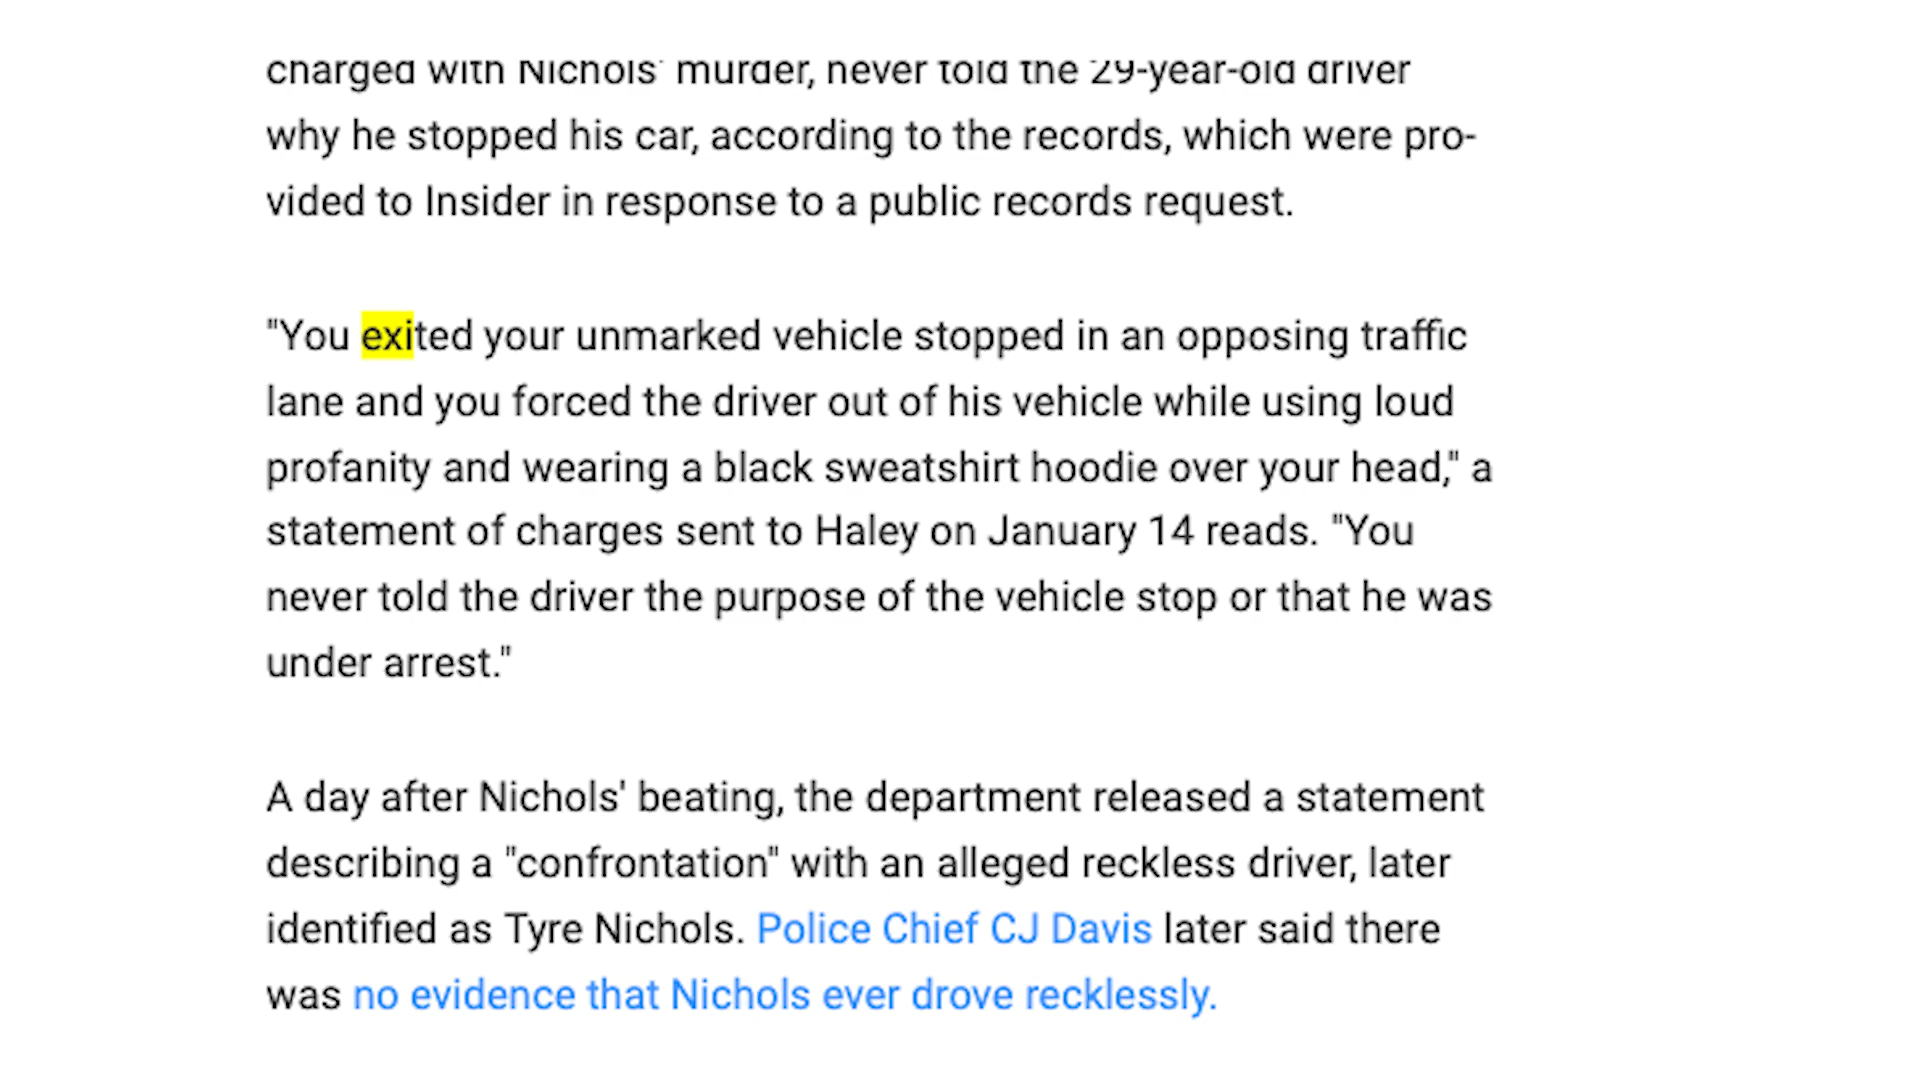 charged with Nichols' murder, never told the 29-year-old driver
why he stopped his car, according to the records, which were pro-
vided to Insider in response to a public records request.
"You exited your unmarked vehicle stopped in an opposing traffic
lane and you forced the driver out of his vehicle while using loud
profanity and wearing a black sweatshirt hoodie over your head," a
statement of charges sent to Haley on January 14 reads. "You
never told the driver the purpose of the vehicle stop or that he was
under arrest."
A day after Nichols' beating, the department released a statement
describing a "confrontation" with an alleged reckless driver, later
identified as Tyre Nichols. Police Chief CJ Davis later said there
was no evidence that Nichols ever drove recklessly.